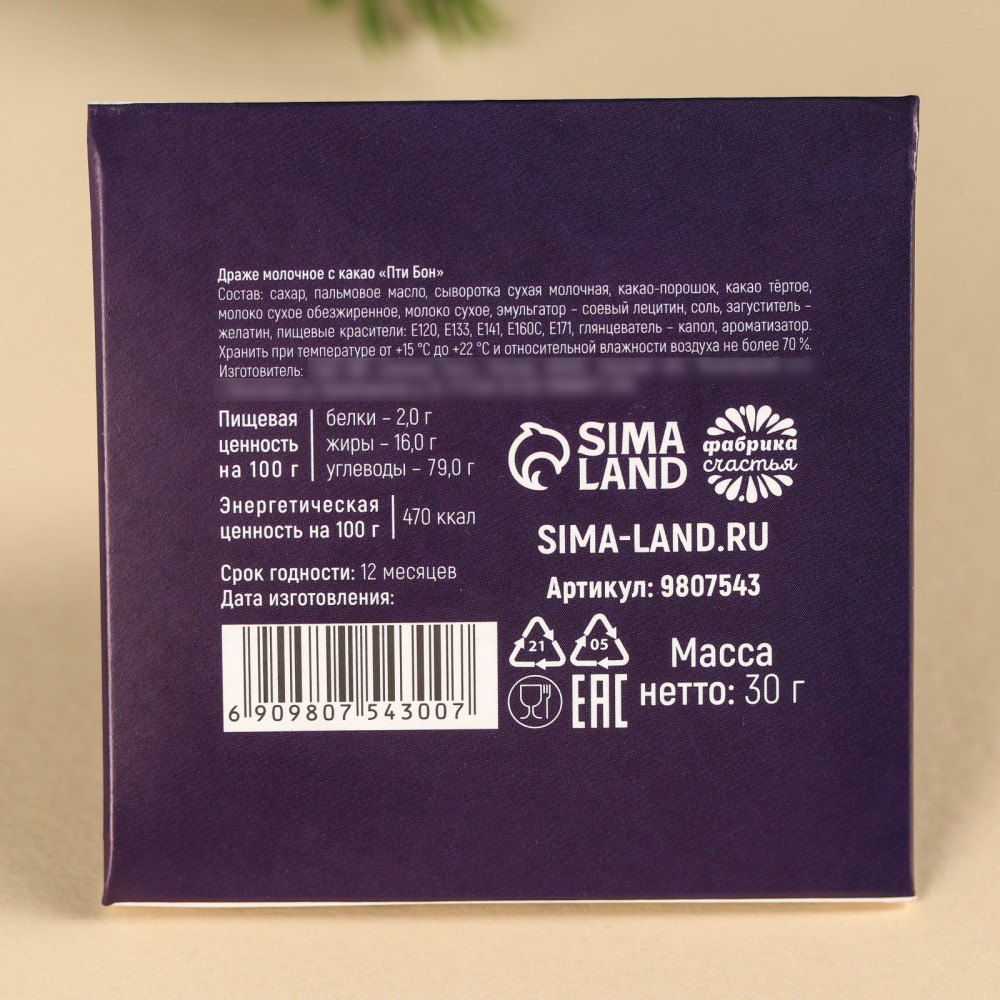 Драже молочное с какао «Пти Бон»
Состав: сахар, пальмовое масло, сыворотка сухая молочная, какао-порошок, какао тёртое,
молоко сухое обезжиренное, молоко сухое, эмульгатор – соевый лецитин, соль, загуститель –
желатин, пищевые красители: Е120, Е133, Е141, Е160С, Е171, глянцеватель – капол, ароматизатор.
Хранить при температуре от +15 °С до +22 °С и относительной влажности воздуха не более 70 %.
Изготовитель:
Пищевая
ценность
на 100 г
белки – 2,0 г
жиры – 16,0 г
углеводы – 79,0 г
Энергетическая
ценность на 100 г
470 ккал
Срок годности: 12 месяцев
Дата изготовления:
6 909807 543007
SIMA
LAND
фабрика
счастья
SIMA-LAND.RU
Артикул: 9807543
21
05
EAC
Масса
нетто: 30 г